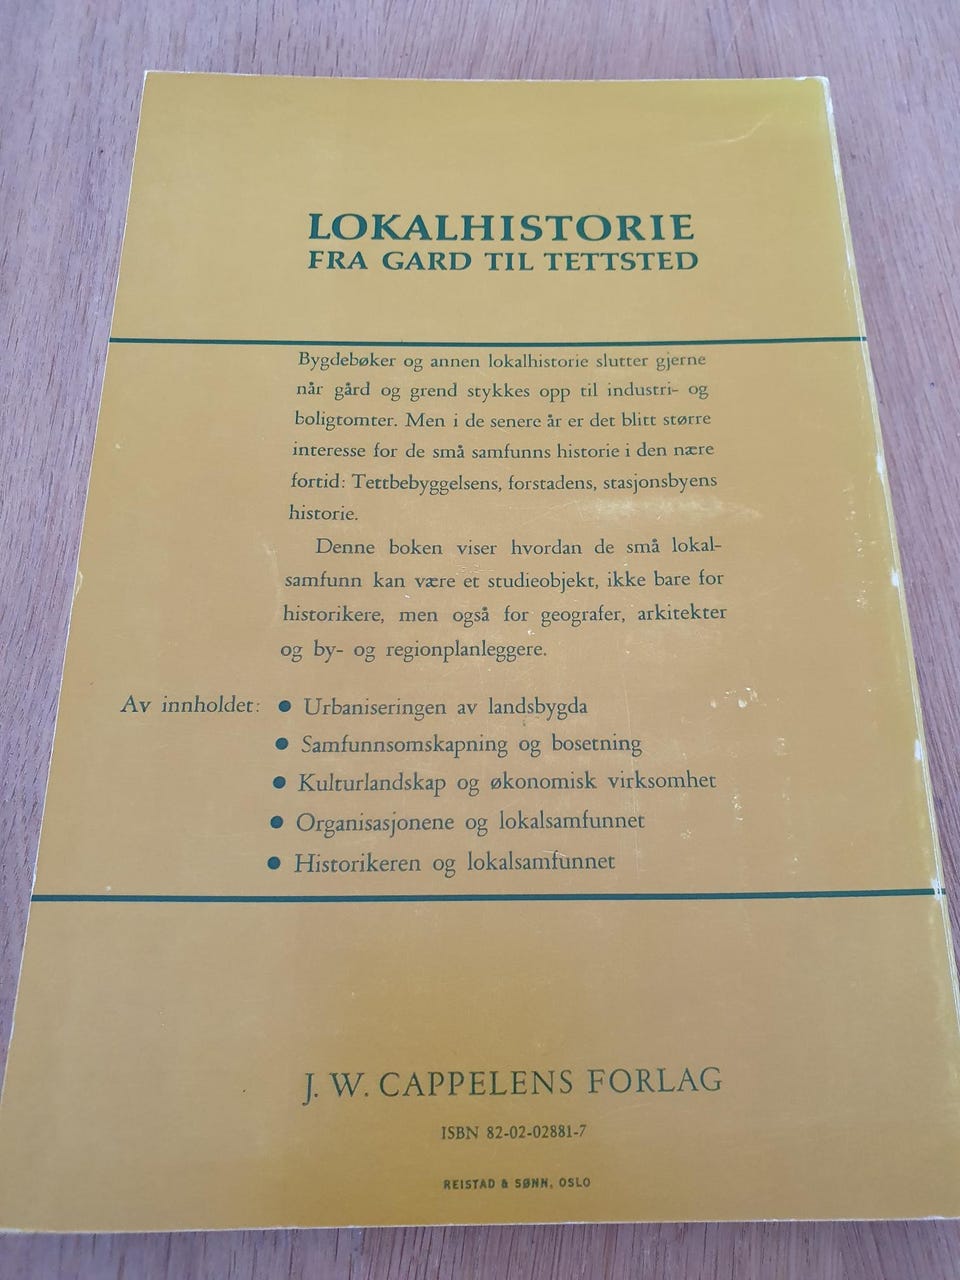 LOKALHISTORIE
FRA GARD TIL TETTSTED
Bygdebøker og annen lokalhistorie slutter gjerne
når gård og grend stykkes opp til industri- og
boligtomter. Men i de senere år er det blitt større
interesse for de små samfunns historie i den nære
fortid: Tettbebyggelsens, forstadens, stasjonsbyens
historie.
Denne boken viser hvordan de små lokal-
samfunn kan være et studieobjekt, ikke bare for
historikere, men også for geografer, arkitekter
og by- og regionplanleggere.
Av innholdet: ● Urbaniseringen av landsbygda
● Samfunnsomskapning og bosetning
● Kulturlandskap og økonomisk virksomhet
● Organisasjonene og lokalsamfunnet
● Historikeren og lokalsamfunnet
J. W. CAPPELENS FORLAG
ISBN 82-02-02881-7
REISTAD & SØNN, OSLO